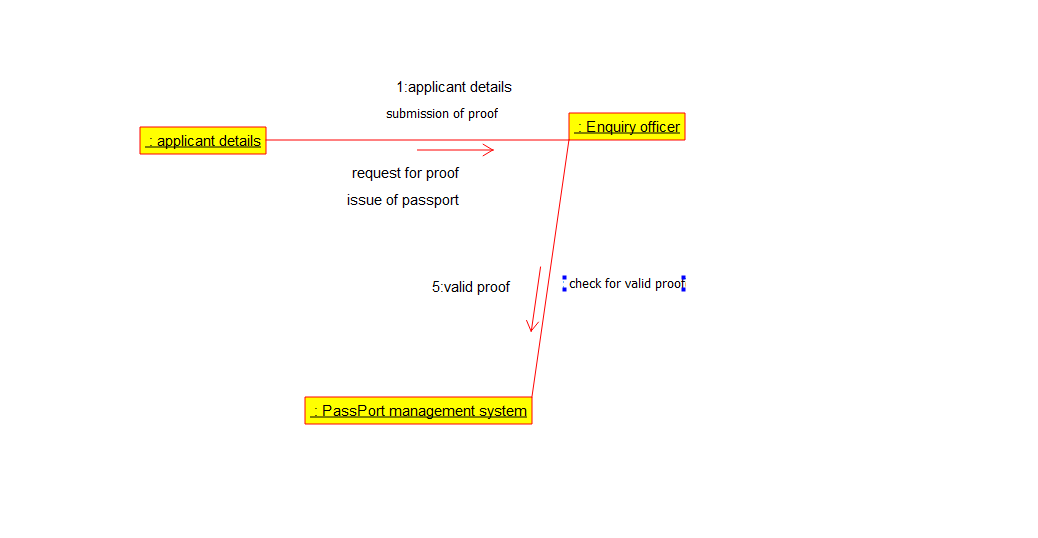 1:applicant details
submission of proof
: applicant details
: Enquiry officer
request for proof
issue of passport
5:valid proof
check for valid proof
: PassPort management system